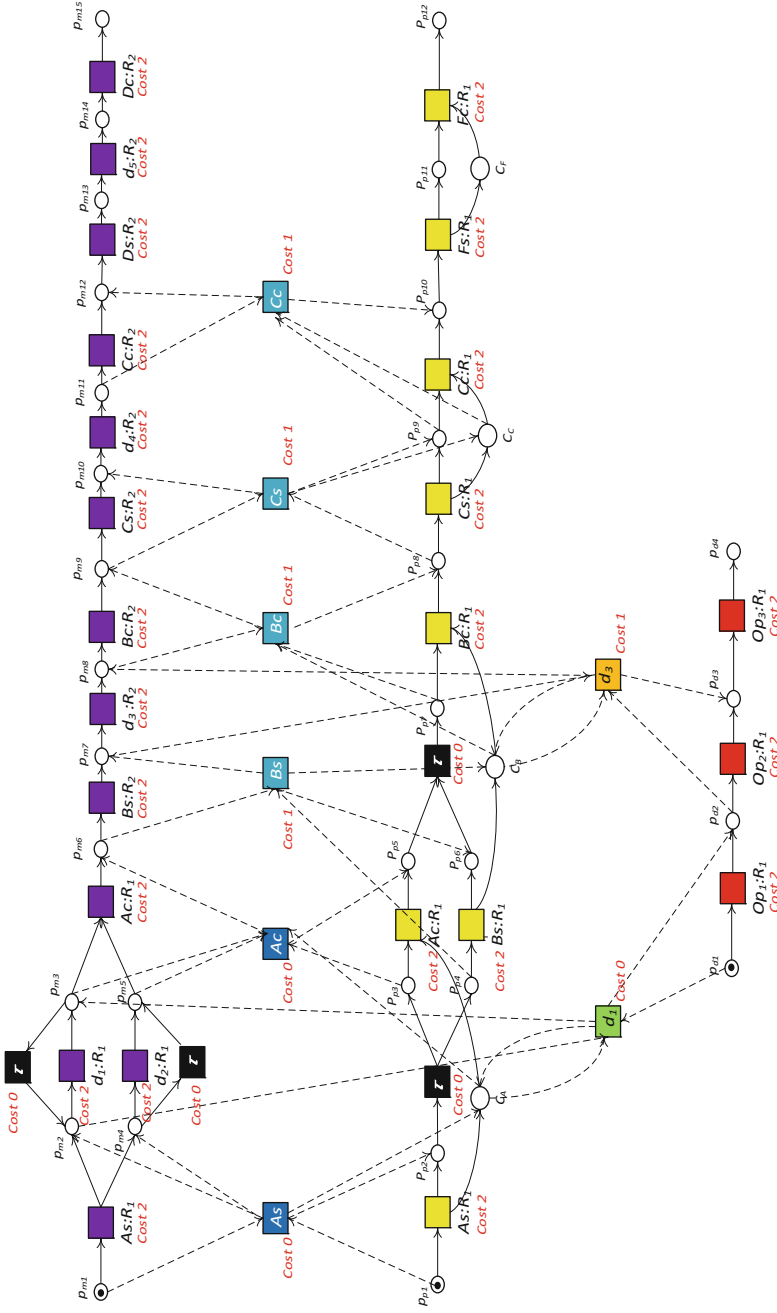 p_m1
As:R_1
Cost 2
p_m2
p_m4
Cost 0
r
d_1:R_1
Cost 2
d_2:R_1
Cost 2
r
Cost 0
p_m3
p_m5
Ac:R_1
Cost 2
p_m6
Bs:R_2
Cost 2
p_m7
d_3:R_2
Cost 2
p_m8
Bc:R_2
Cost 2
p_m9
Cs:R_2
Cost 2
p_m10
d_4:R_2
Cost 2
p_m11
Cc:R_2
Cost 2
p_m12
Ds:R_2
Cost 2
p_m13
d_5:R_2
Cost 2
p_m14
Dc:R_2
Cost 2
p_m15
As
Cost 0
Ac
Cost 0
Bs
Cost 1
Bc
Cost 1
Cs
Cost 1
Cc
Cost 1
p_p1
As:R_1
Cost 2
P_p2
r
Cost 0
C_A
P_p3
P_p4
Ac:R_1
Cost 2
Bs:R_1
Cost 2
P_p5
P_p6
r
Cost 0
C_B
P_p7
Bc:R_1
Cost 2
P_p8
Cs:R_1
Cost 2
P_p9
C_C
Cc:R_1
Cost 2
P_p10
Fs:R_1
Cost 2
P_p11
C_F
Fc:R_1
Cost 2
P_p12
d_1
Cost 0
d_3
Cost 1
p_d1
Op_1:R_1
Cost 2
p_d2
Op_2:R_1
Cost 2
p_d3
Op_3:R_1
Cost 2
p_d4